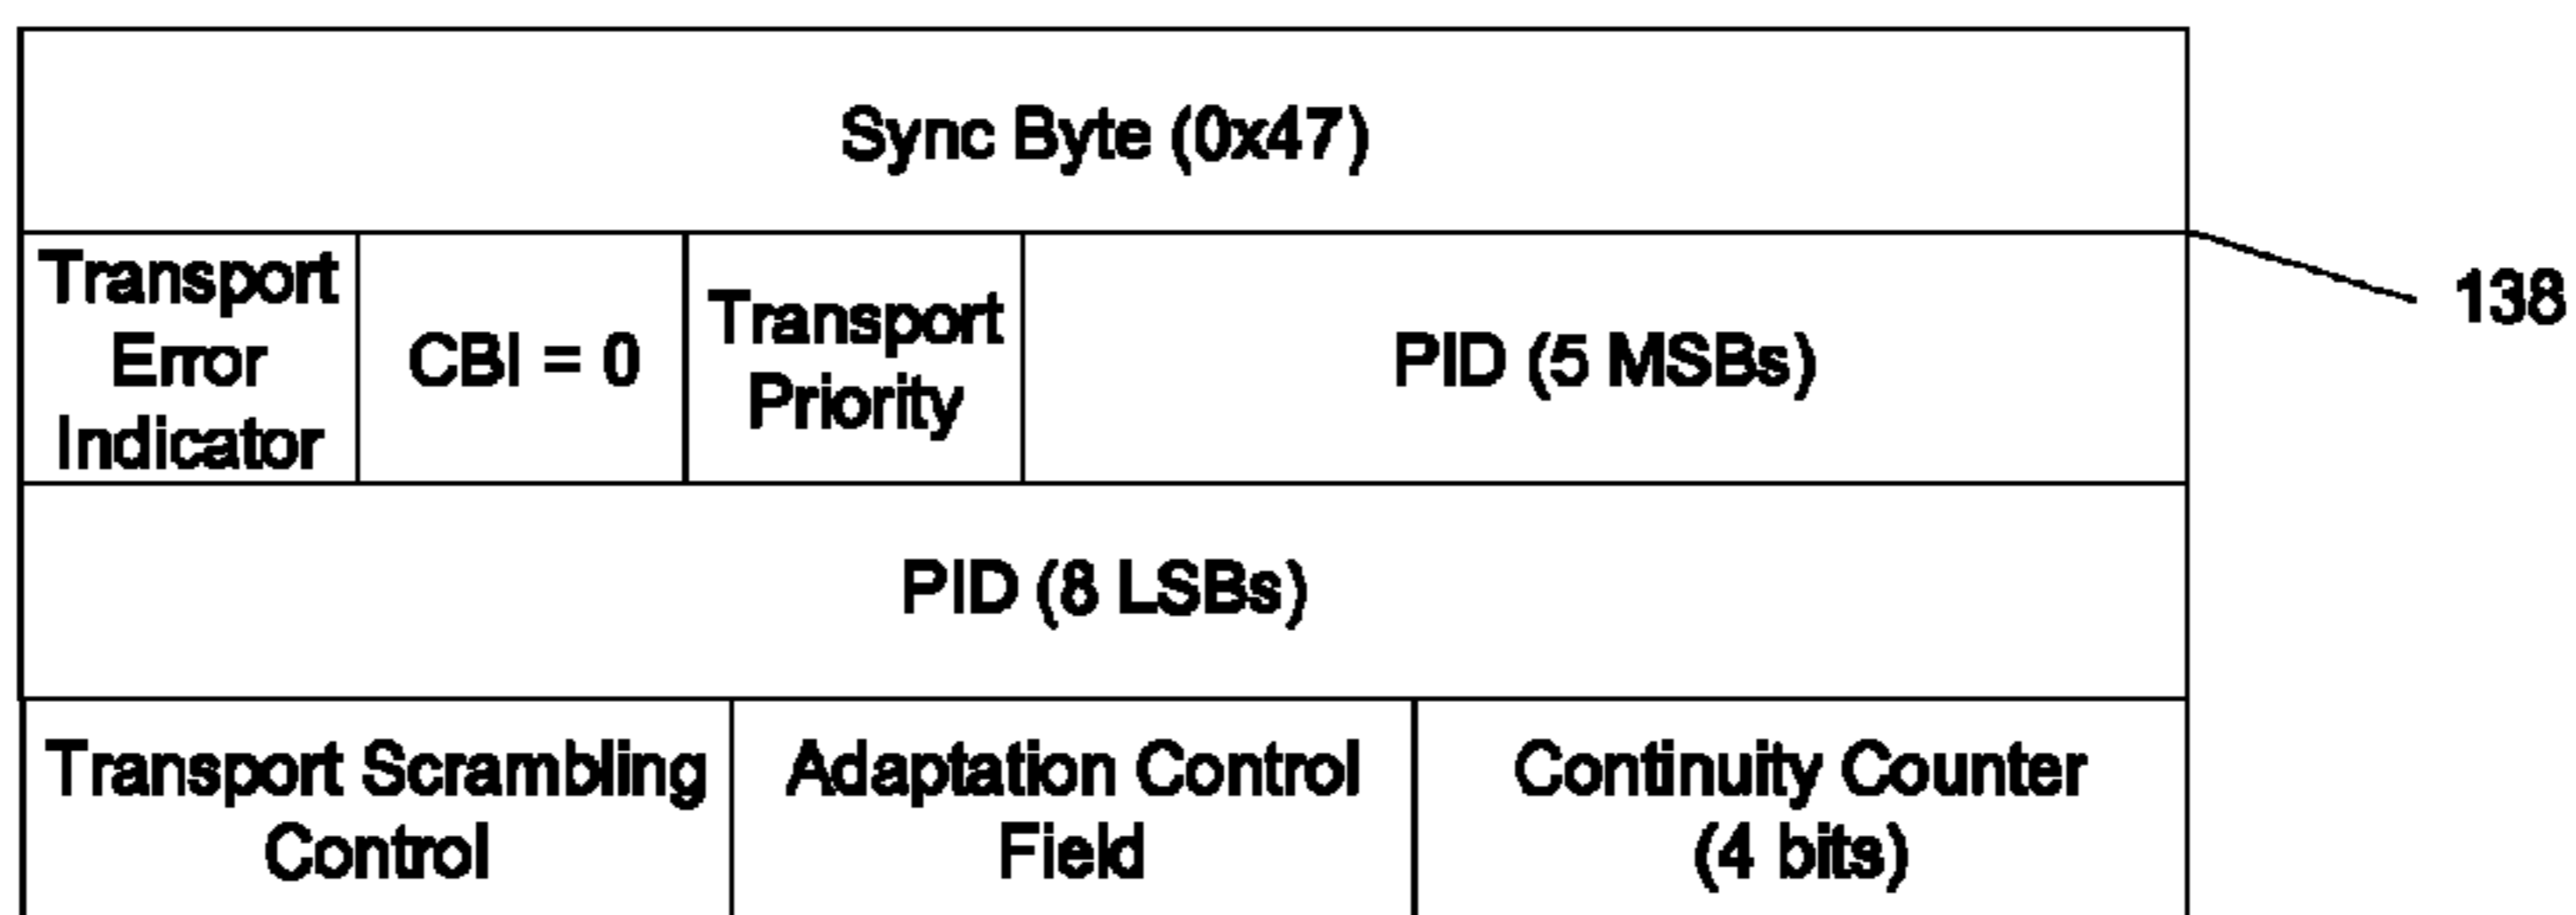 Sync Byte (0x47)
Transport
Error
Indicator
CBI = 0
Transport
Priority
PID (5 MSBs)
138
PID (8 LSBs)
Transport Scrambling
Control
Adaptation Control
Field
Continuity Counter
(4 bits)